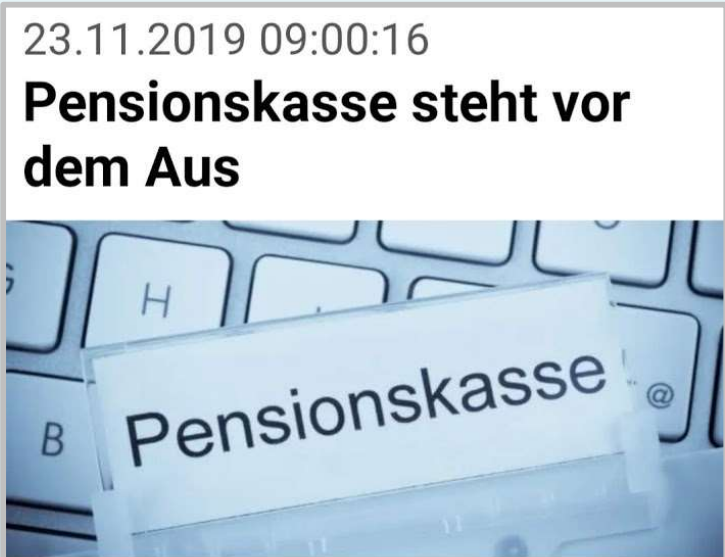 23.11.2019 09:00:16
Pensionskasse steht vor
dem Aus
H
B
Pensionskasse
@